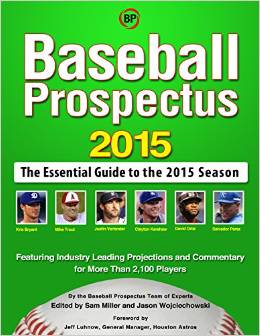 BP
Baseball
Prospectus
2015
The Essential Guide to the 2015 Season
Kris Bryant Mike Trout Justin Verlander Clayton Kershaw David Ortiz Salvador Perez
Featuring Industry Leading Projections and Commentary
for More Than 2,100 Players
By the Baseball Prospectus Team of Experts
Edited by Sam Miller and Jason Wojciechowski
Foreword by
Jeff Luhnow, General Manager, Houston Astros